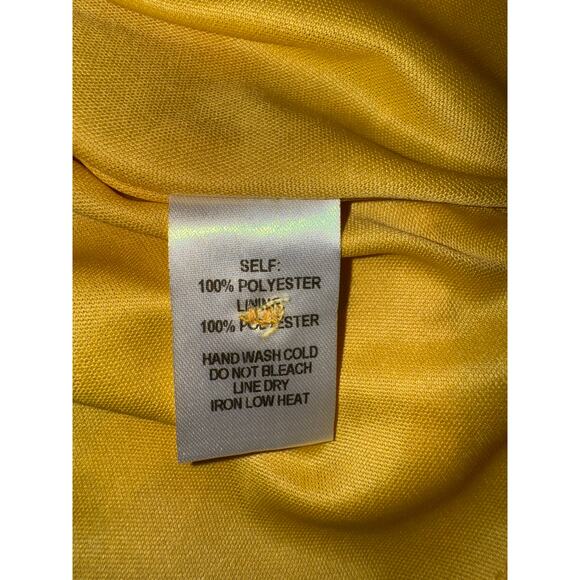 SELF:
100% POLYESTER
LINING
100% POLYESTER
HAND WASH COLD
DO NOT BLEACH
LINE DRY
IRON LOW HEAT